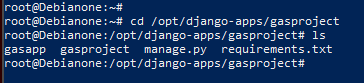 root@Debianone:~#
root@Debianone:~# cd /opt/django-apps/gasproject
root@Debianone:/opt/django-apps/gasproject# ls
gasapp  gasproject  manage.py  requirements.txt
root@Debianone:/opt/django-apps/gasproject#